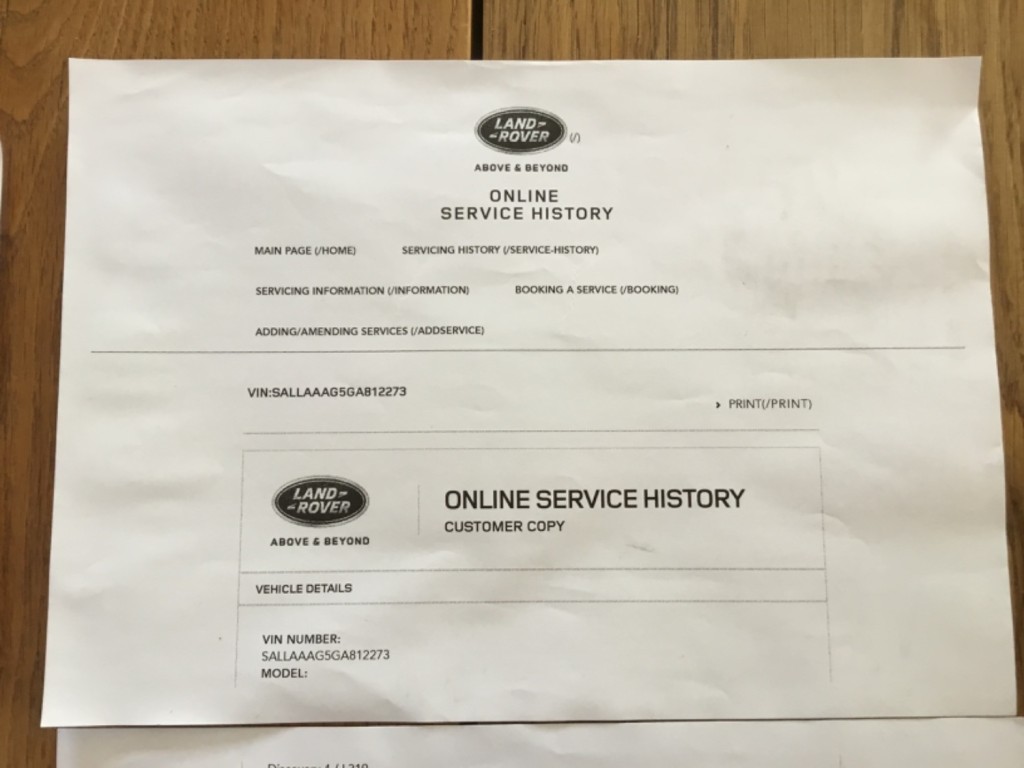 LAND-
-ROVER
(/)
ABOVE & BEYOND
ONLINE
SERVICE HISTORY
MAIN PAGE (/HOME) SERVICING HISTORY (/SERVICE-HISTORY)
SERVICING INFORMATION (/INFORMATION) BOOKING A SERVICE (/BOOKING)
ADDING/AMENDING SERVICES (/ADDSERVICE)
VIN:SALLAAAG5GA812273
› PRINT(/PRINT)
LAND-
-ROVER
ABOVE & BEYOND
ONLINE SERVICE HISTORY
CUSTOMER COPY
VEHICLE DETAILS
VIN NUMBER:
SALLAAAG5GA812273
MODEL: